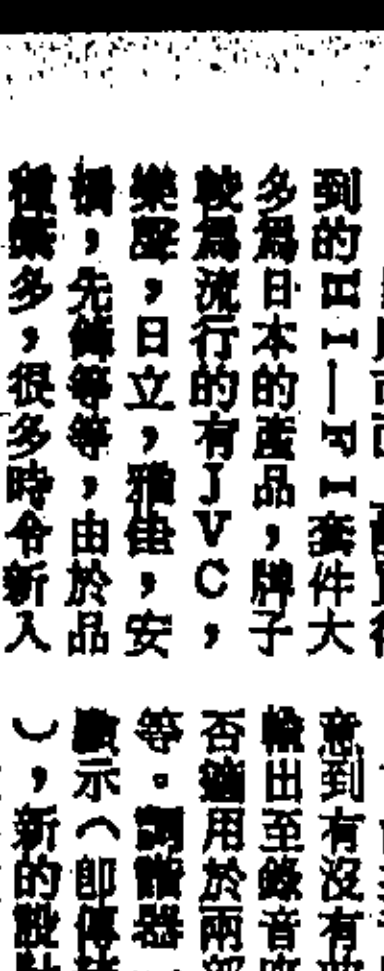 到的HI—FI套件大
多爲日本的產品，牌子
較爲流行的有JVC，
樂聲，日立，雅佳，安
橋，先鋒等等，由於品
種繁多，很多時令新入
意到有沒有
輸出至錄音
否適用於兩部
等。調諧器
顯示（即傳統
），新的設計